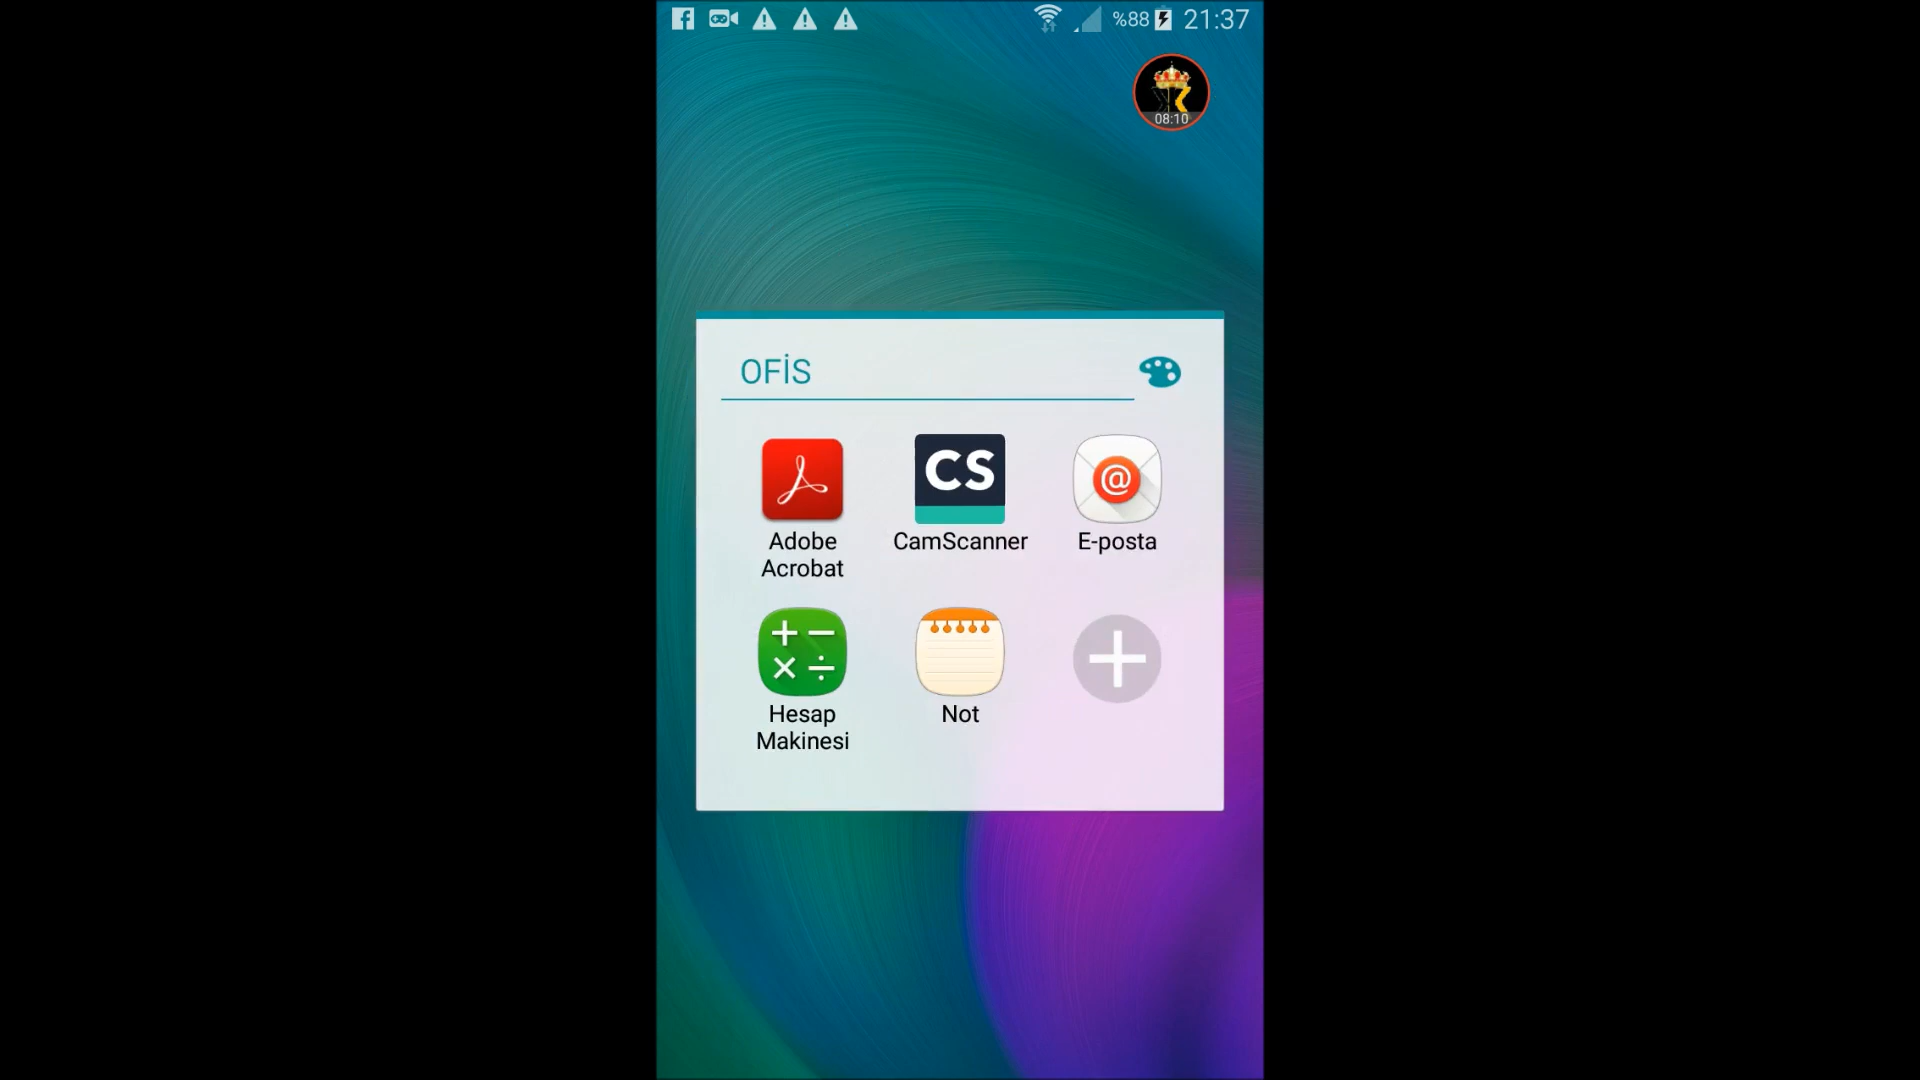 %88 21:37
08:10
OFİS
CS
@
Adobe
Acrobat
CamScanner
E-posta
+ −
× ÷
Hesap
Makinesi
Not